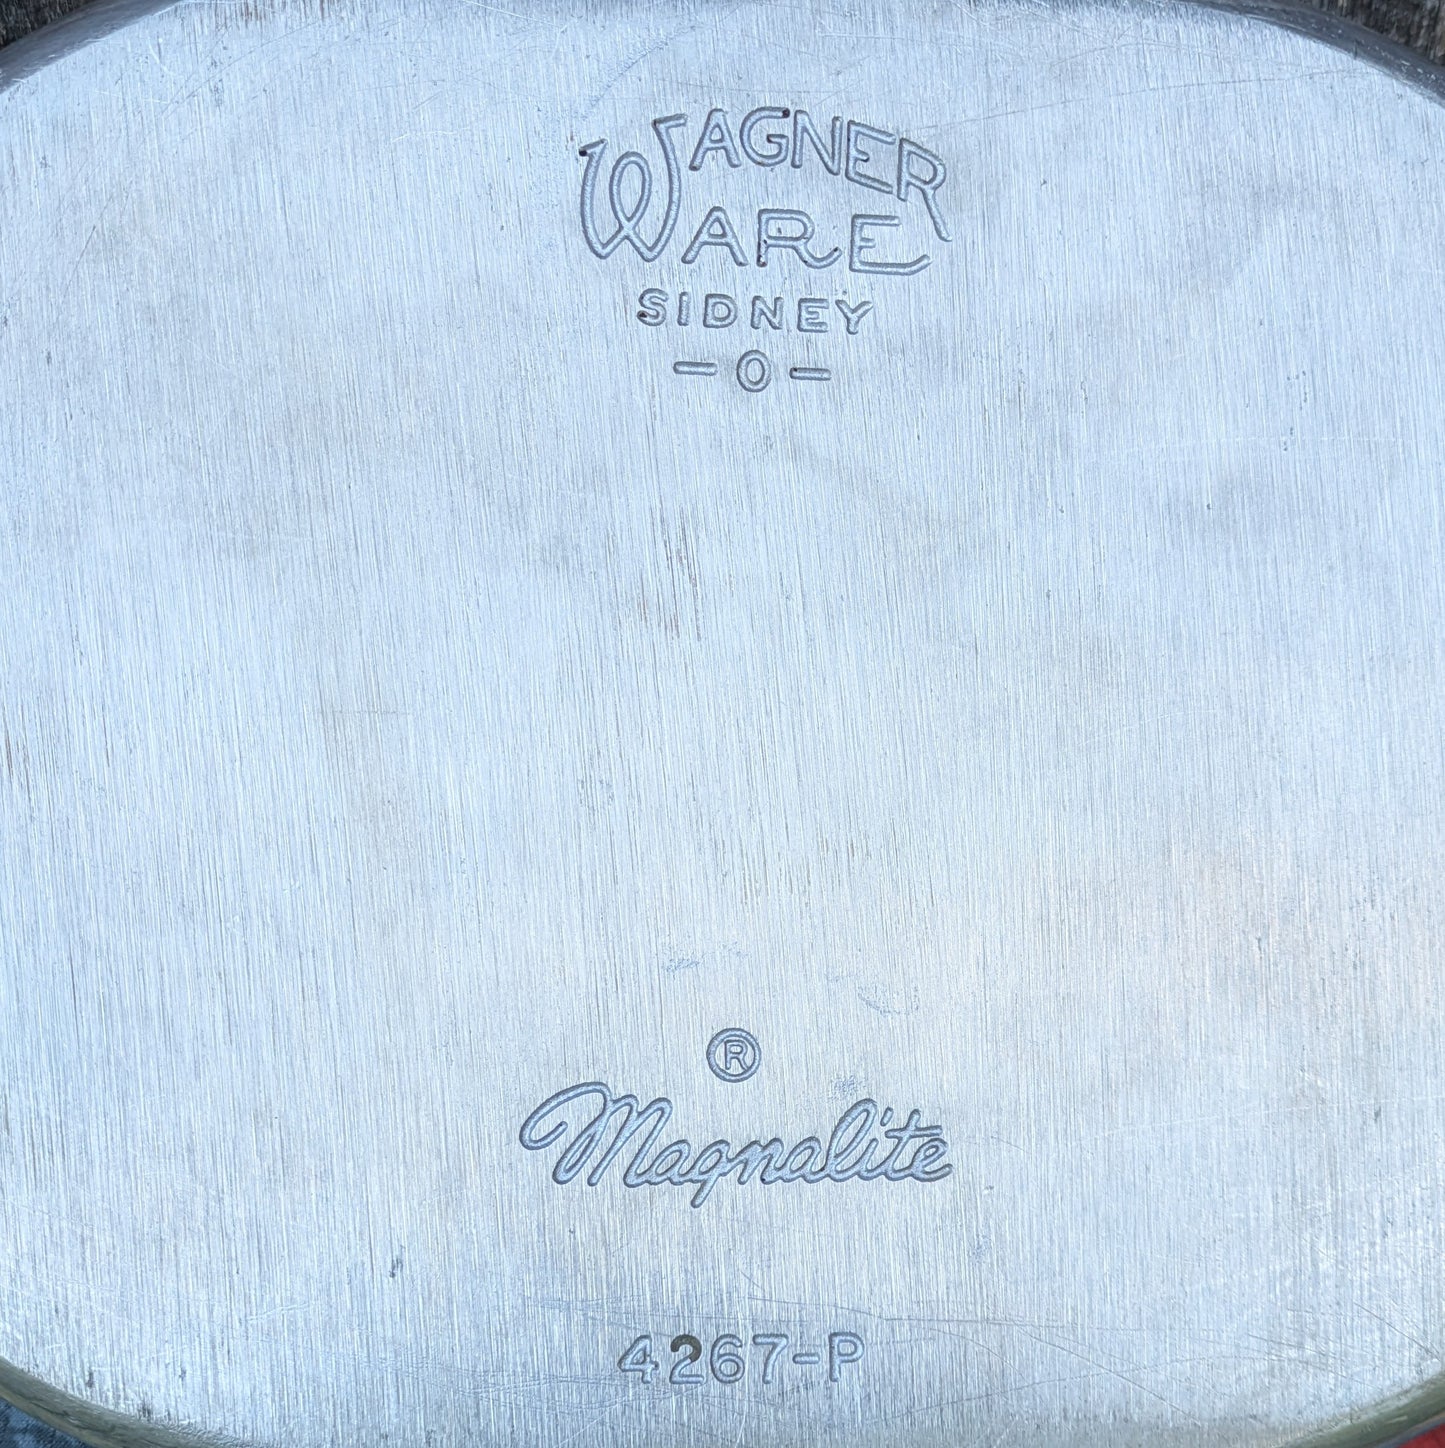 WAGNER
WARE
SIDNEY
-O-
®
Magnalite
4267-P